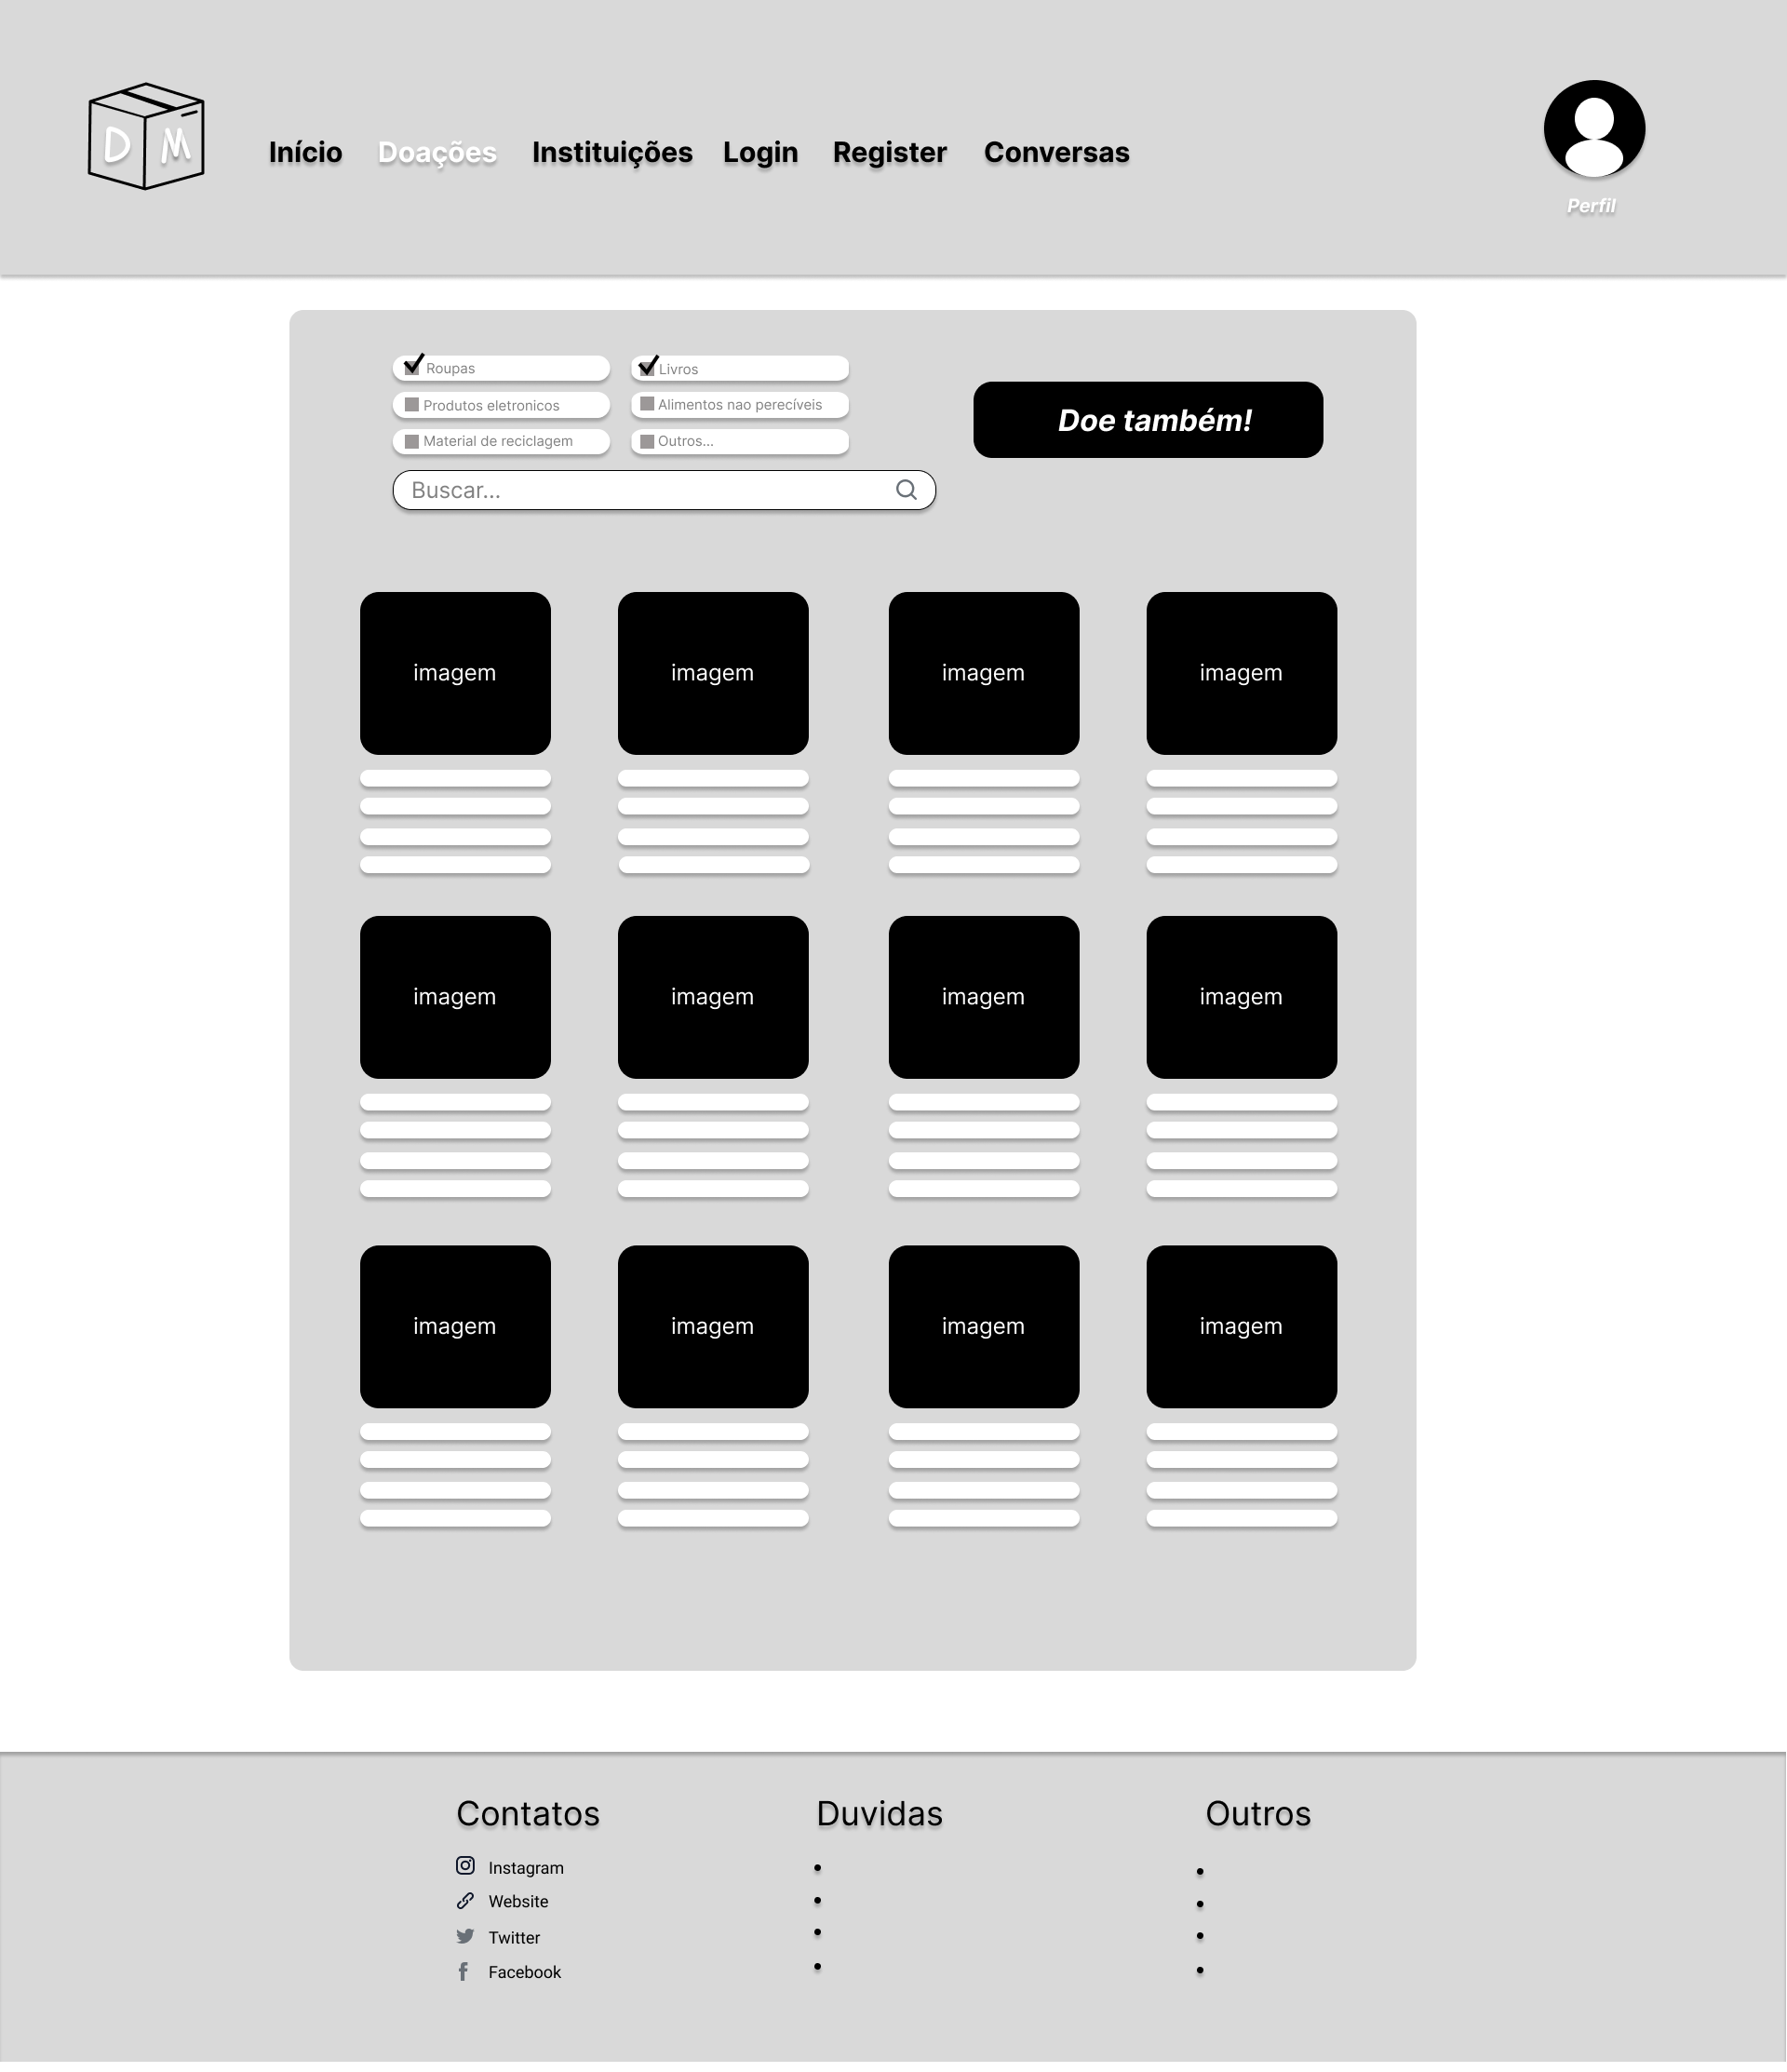 D M
Início Doações Instituições Login Register Conversas
Perfil
Roupas
Livros
Produtos eletronicos
Alimentos nao perecíveis
Material de reciclagem
Outros...
Doe também!
Buscar...
imagem imagem imagem imagem
imagem imagem imagem imagem
imagem imagem imagem imagem
Contatos
Instagram
Website
Twitter
Facebook
Duvidas
Outros